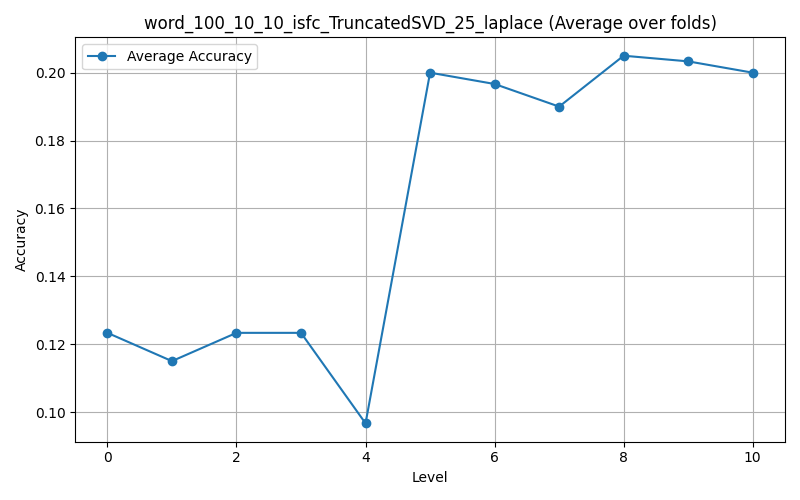 word_100_10_10_isfc_TruncatedSVD_25_laplace (Average over folds)
Average Accuracy
0.20
0.18
0.16
0.14
0.12
0.10
Accuracy
0 2 4 6 8 10
Level